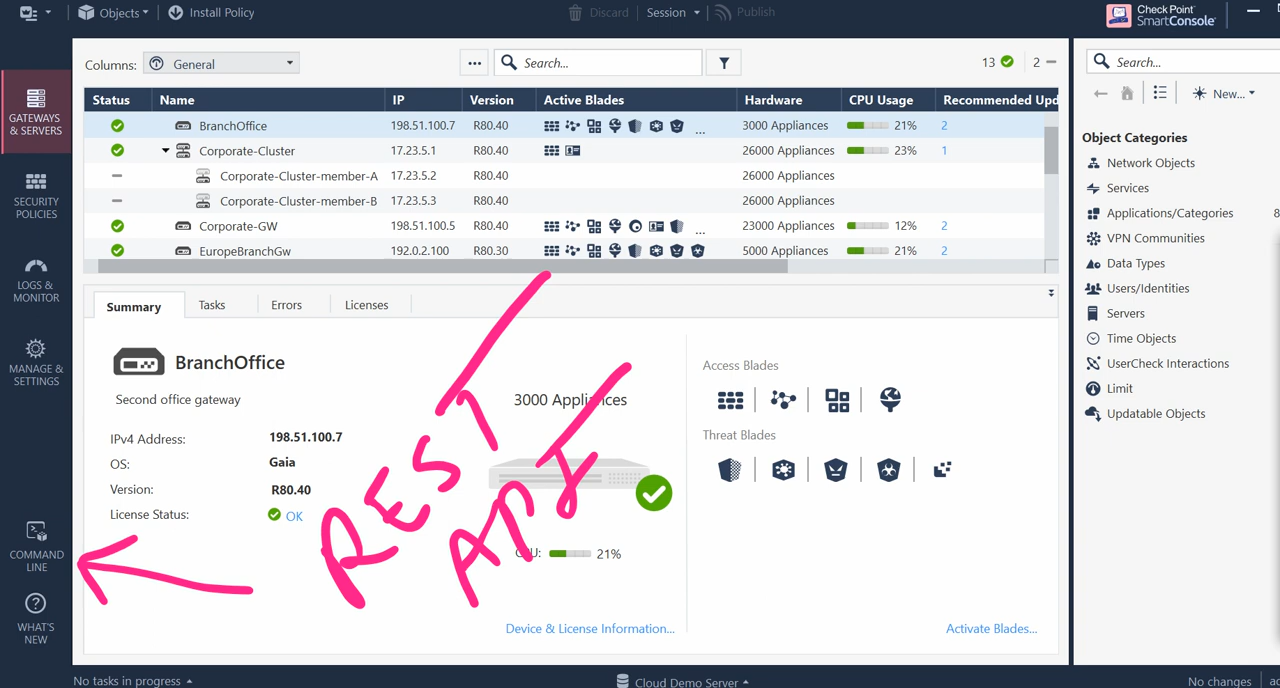 Objects
Install Policy
Discard
Session
Publish
Check Point
SmartConsole
GATEWAYS
& SERVERS
SECURITY
POLICIES
LOGS &
MONITOR
MANAGE &
SETTINGS
COMMAND
LINE
WHAT'S
NEW
Columns:
General
...
Search...
13
2
Status Name IP Version Active Blades Hardware CPU Usage Recommended Upd
BranchOffice 198.51.100.7 R80.40 ... 3000 Appliances 21% 2
Corporate-Cluster 17.23.5.1 R80.40 26000 Appliances 23% 1
Corporate-Cluster-member-A 17.23.5.2 R80.40 26000 Appliances
Corporate-Cluster-member-B 17.23.5.3 R80.40 26000 Appliances
Corporate-GW 198.51.100.5 R80.40 ... 23000 Appliances 12% 2
EuropeBranchGw 192.0.2.100 R80.30 5000 Appliances 21% 2
Summary Tasks Errors Licenses
BranchOffice
Second office gateway
IPv4 Address: 198.51.100.7
OS: Gaia
Version: R80.40
License Status: OK
3000 Appliances
CPU: 21%
Device & License Information...
REST
API
Access Blades
Threat Blades
Activate Blades...
Search...
New...
Object Categories
Network Objects
Services
Applications/Categories 8
VPN Communities
Data Types
Users/Identities
Servers
Time Objects
UserCheck Interactions
Limit
Updatable Objects
No tasks in progress
Cloud Demo Server
No changes